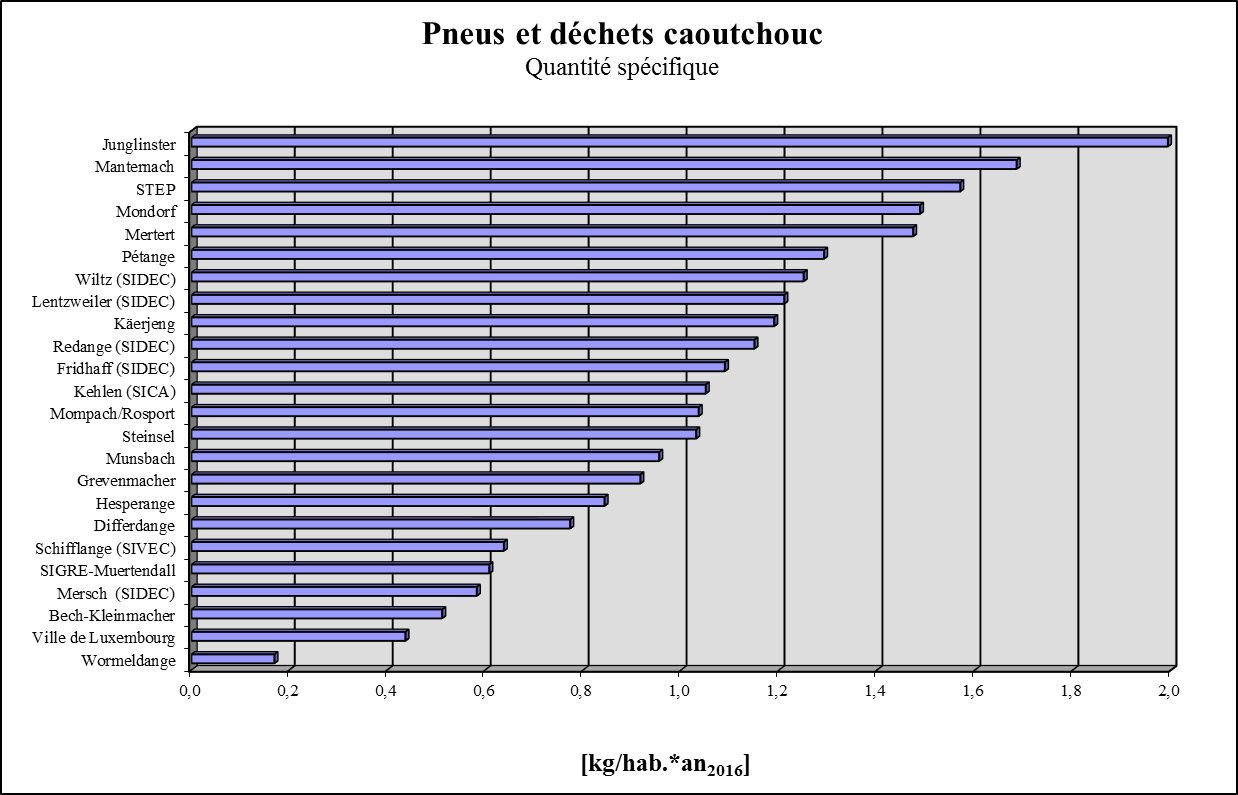 Pneus et déchets caoutchouc
Quantité spécifique
Junglinster
Manternach
STEP
Mondorf
Mertert
Pétange
Wiltz (SIDEC)
Lentzweiler (SIDEC)
Käerjeng
Redange (SIDEC)
Fridhaff (SIDEC)
Kehlen (SICA)
Mompach/Rosport
Steinsel
Munsbach
Grevenmacher
Hesperange
Differdange
Schifflange (SIVEC)
SIGRE-Muertendall
Mersch (SIDEC)
Bech-Kleinmacher
Ville de Luxembourg
Wormeldange
0,0 0,2 0,4 0,6 0,8 1,0 1,2 1,4 1,6 1,8 2,0
[kg/hab.*an2016]